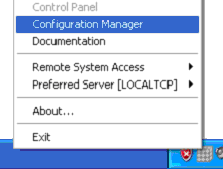 Control Panel
Configuration Manager
Documentation
Remote System Access
Preferred Server [LOCALTCP]
About...
Exit